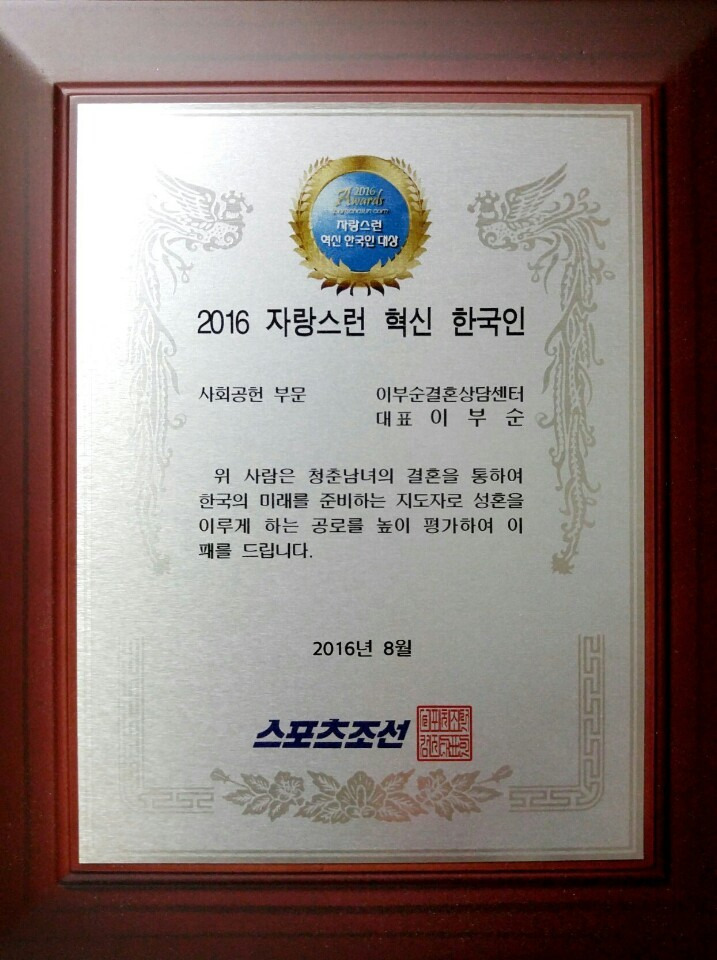 2016
Awards
sportschosun.com
자랑스런
혁신 한국인 대상
2016 자랑스런 혁신 한국인
사회공헌 부문 이부순결혼상담센터
대표 이 부 순
위 사람은 청춘남녀의 결혼을 통하여
한국의 미래를 준비하는 지도자로 성혼을
이루게 하는 공로를 높이 평가하여 이
패를 드립니다.
2016년 8월
스포츠조선